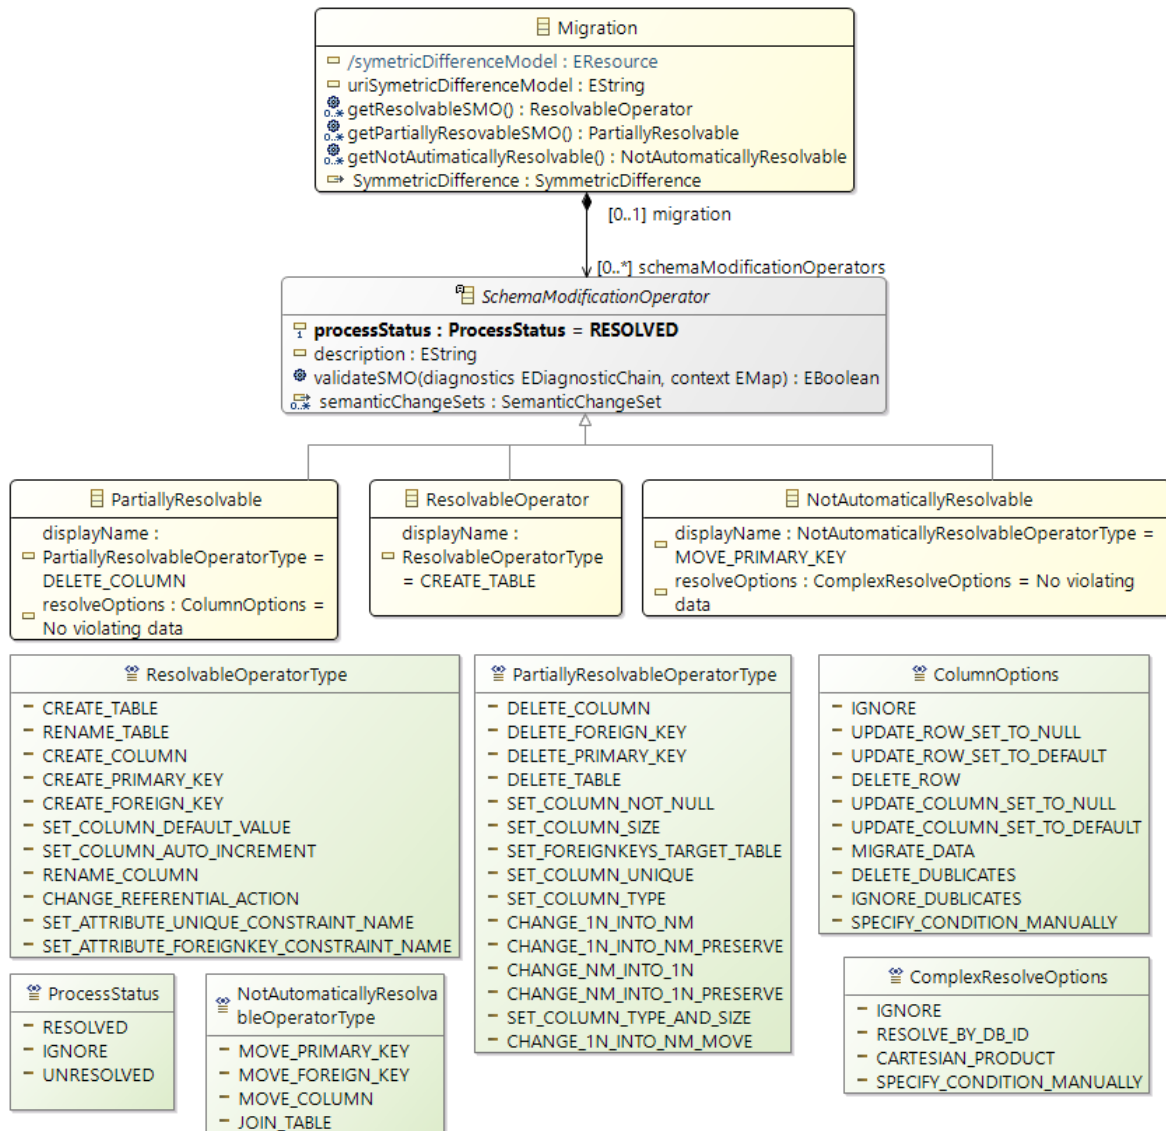 Migration
/symetricDifferenceModel : EResource
uriSymetricDifferenceModel : EString
0..* getResolvableSMO() : ResolvableOperator
0..* getPartiallyResovableSMO() : PartiallyResolvable
0..* getNotAutimaticallyResolvable() : NotAutomaticallyResolvable
SymmetricDifference : SymmetricDifference
[0..1] migration
[0..*] schemaModificationOperators
SchemaModificationOperator
1 processStatus : ProcessStatus = RESOLVED
description : EString
validateSMO(diagnostics EDiagnosticChain, context EMap) : EBoolean
0..* semanticChangeSets : SemanticChangeSet
PartiallyResolvable
displayName :
PartiallyResolvableOperatorType =
DELETE_COLUMN
resolveOptions : ColumnOptions =
No violating data
ResolvableOperator
displayName :
ResolvableOperatorType
= CREATE_TABLE
NotAutomaticallyResolvable
displayName : NotAutomaticallyResolvableOperatorType =
MOVE_PRIMARY_KEY
resolveOptions : ComplexResolveOptions = No violating
data
ResolvableOperatorType
CREATE_TABLE
RENAME_TABLE
CREATE_COLUMN
CREATE_PRIMARY_KEY
CREATE_FOREIGN_KEY
SET_COLUMN_DEFAULT_VALUE
SET_COLUMN_AUTO_INCREMENT
RENAME_COLUMN
CHANGE_REFERENTIAL_ACTION
SET_ATTRIBUTE_UNIQUE_CONSTRAINT_NAME
SET_ATTRIBUTE_FOREIGNKEY_CONSTRAINT_NAME
PartiallyResolvableOperatorType
DELETE_COLUMN
DELETE_FOREIGN_KEY
DELETE_PRIMARY_KEY
DELETE_TABLE
SET_COLUMN_NOT_NULL
SET_COLUMN_SIZE
SET_FOREIGNKEYS_TARGET_TABLE
SET_COLUMN_UNIQUE
SET_COLUMN_TYPE
CHANGE_1N_INTO_NM
CHANGE_1N_INTO_NM_PRESERVE
CHANGE_NM_INTO_1N
CHANGE_NM_INTO_1N_PRESERVE
SET_COLUMN_TYPE_AND_SIZE
CHANGE_1N_INTO_NM_MOVE
ColumnOptions
IGNORE
UPDATE_ROW_SET_TO_NULL
UPDATE_ROW_SET_TO_DEFAULT
DELETE_ROW
UPDATE_COLUMN_SET_TO_NULL
UPDATE_COLUMN_SET_TO_DEFAULT
MIGRATE_DATA
DELETE_DUBLICATES
IGNORE_DUBLICATES
SPECIFY_CONDITION_MANUALLY
ProcessStatus
RESOLVED
IGNORE
UNRESOLVED
NotAutomaticallyResolva
bleOperatorType
MOVE_PRIMARY_KEY
MOVE_FOREIGN_KEY
MOVE_COLUMN
JOIN_TABLE
ComplexResolveOptions
IGNORE
RESOLVE_BY_DB_ID
CARTESIAN_PRODUCT
SPECIFY_CONDITION_MANUALLY